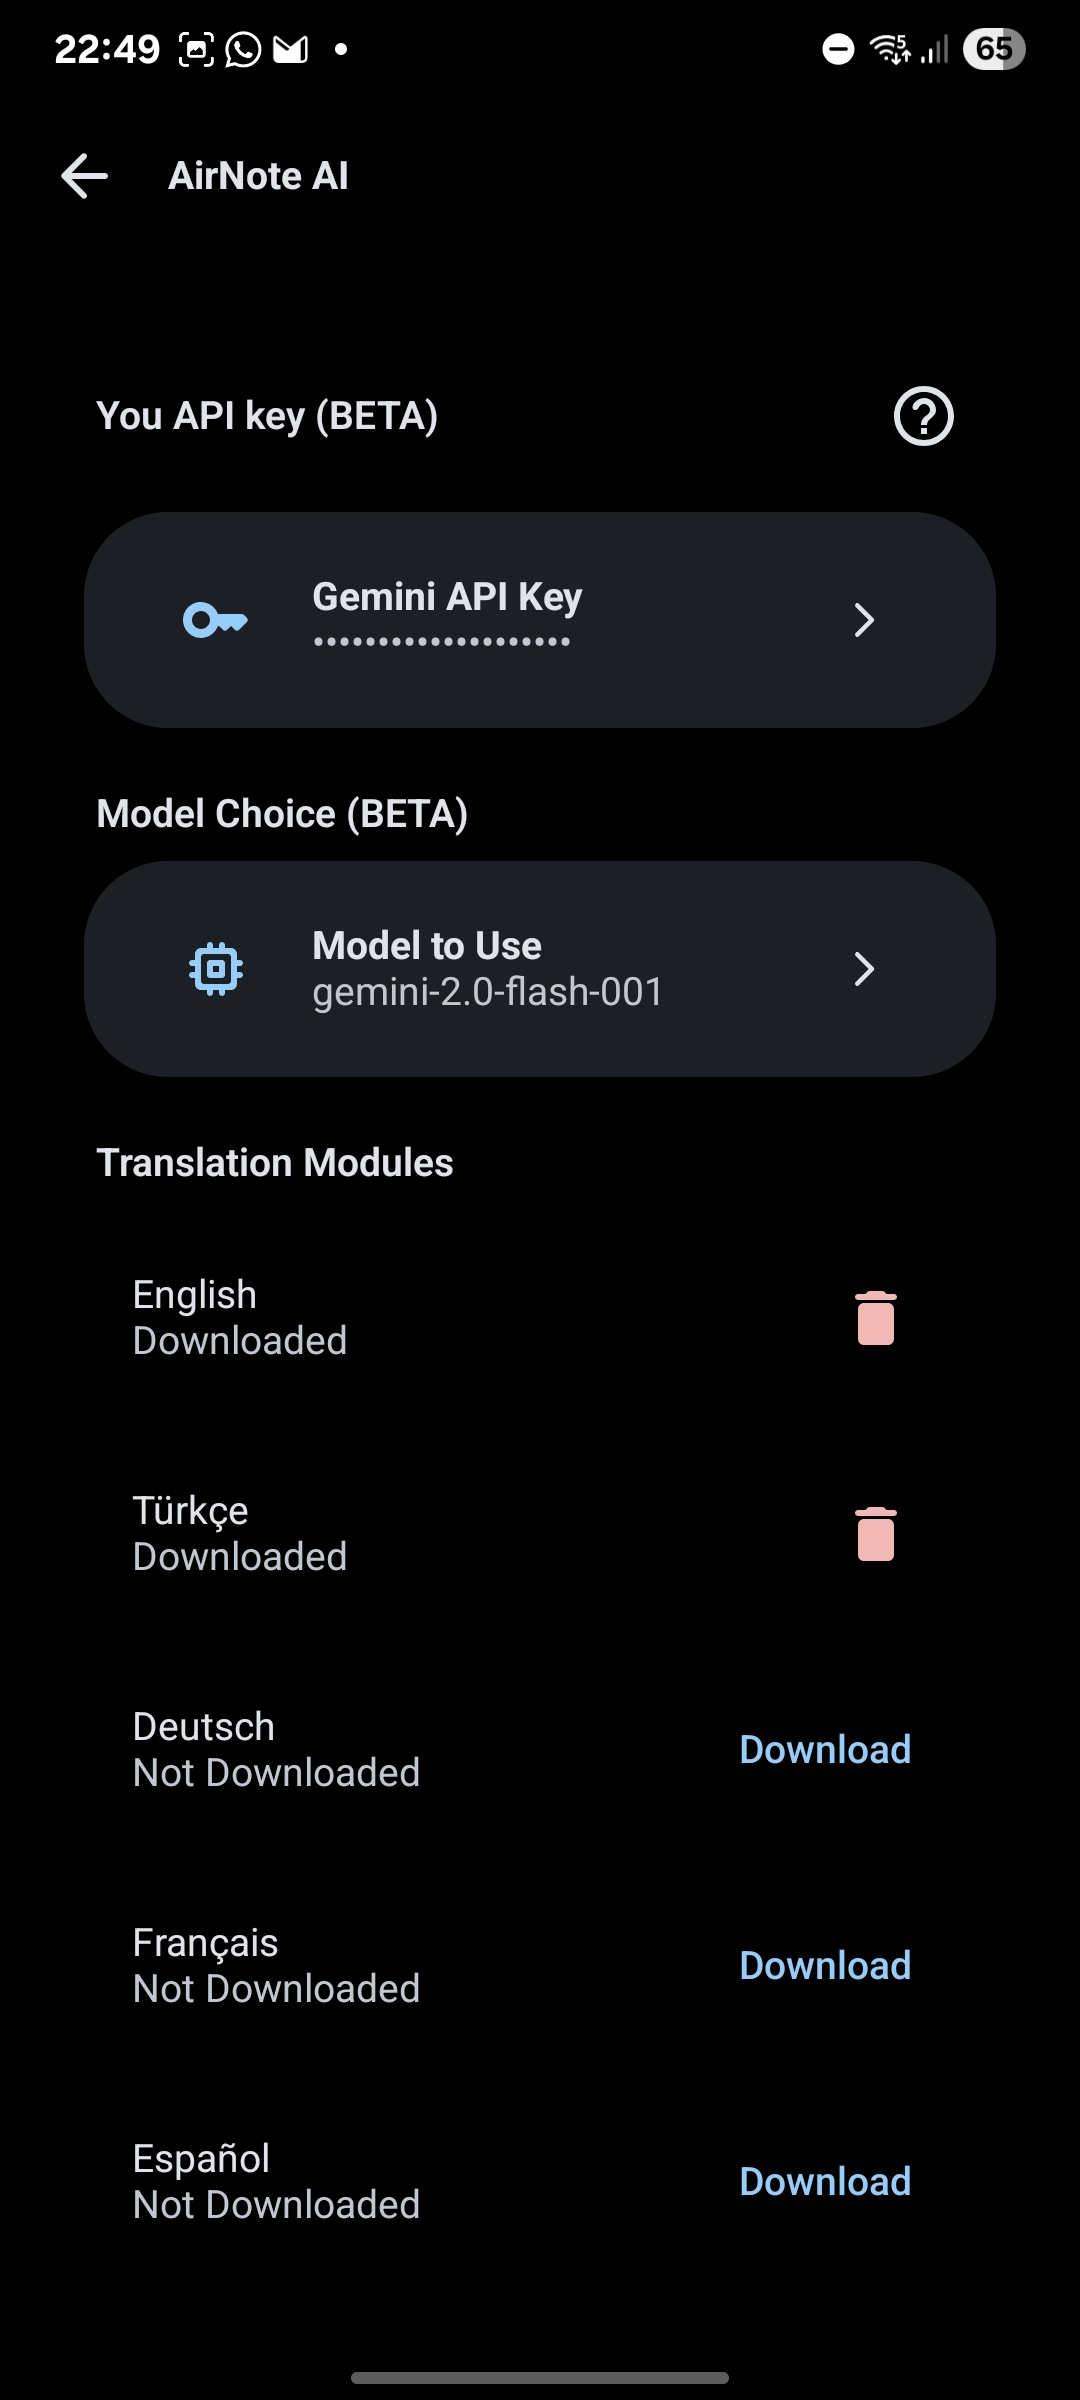 22:49
5
65
AirNote AI
You API key (BETA)
Gemini API Key
••••••••••••••••••••
Model Choice (BETA)
Model to Use
gemini-2.0-flash-001
Translation Modules
English
Downloaded
Türkçe
Downloaded
Deutsch
Not Downloaded
Download
Français
Not Downloaded
Download
Español
Not Downloaded
Download